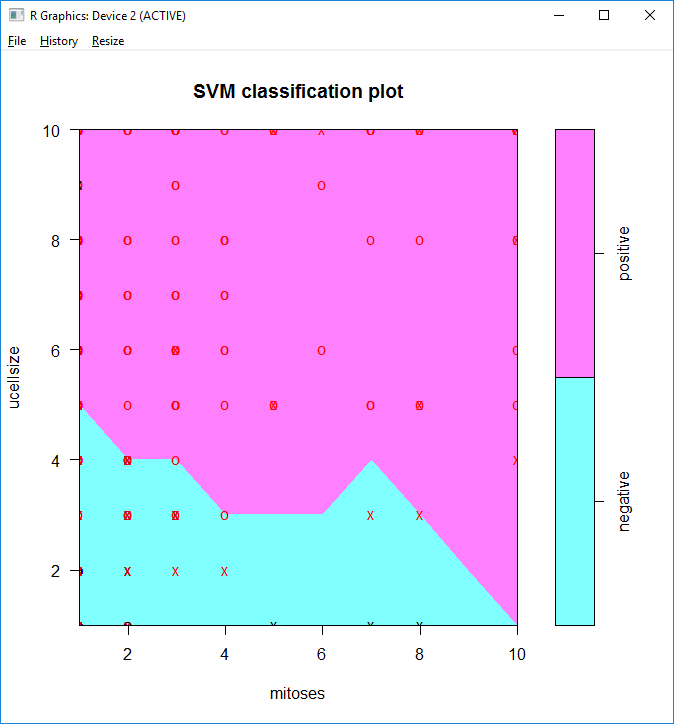 R Graphics: Device 2 (ACTIVE)
File History Resize
SVM classification plot
10
8
6
4
2
ucellsize
2 4 6 8 10
mitoses
positive
negative